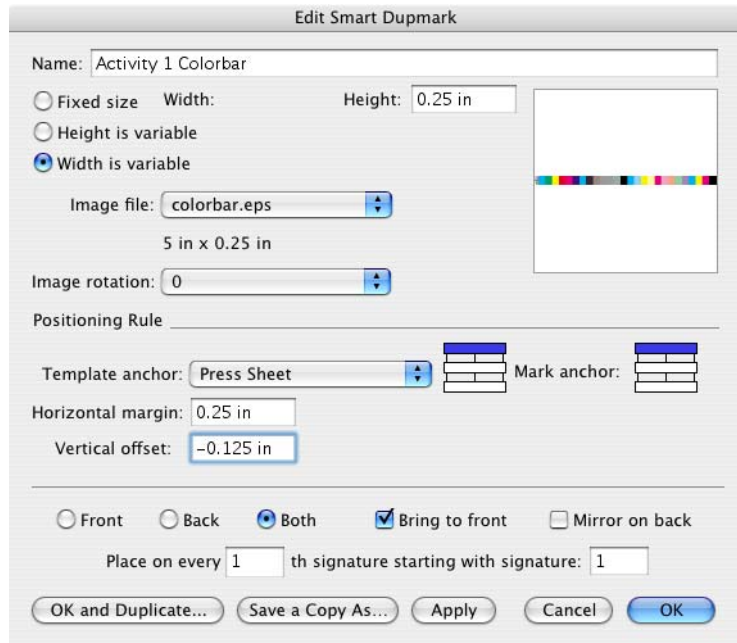 Edit Smart Dupmark
Name: Activity 1 Colorbar
Fixed size Width: Height: 0.25 in
Height is variable
Width is variable
Image file: colorbar.eps
5 in x 0.25 in
Image rotation: 0
Positioning Rule
Template anchor: Press Sheet Mark anchor:
Horizontal margin: 0.25 in
Vertical offset: -0.125 in
Front Back Both Bring to front Mirror on back
Place on every 1 th signature starting with signature: 1
OK and Duplicate... Save a Copy As... Apply Cancel OK